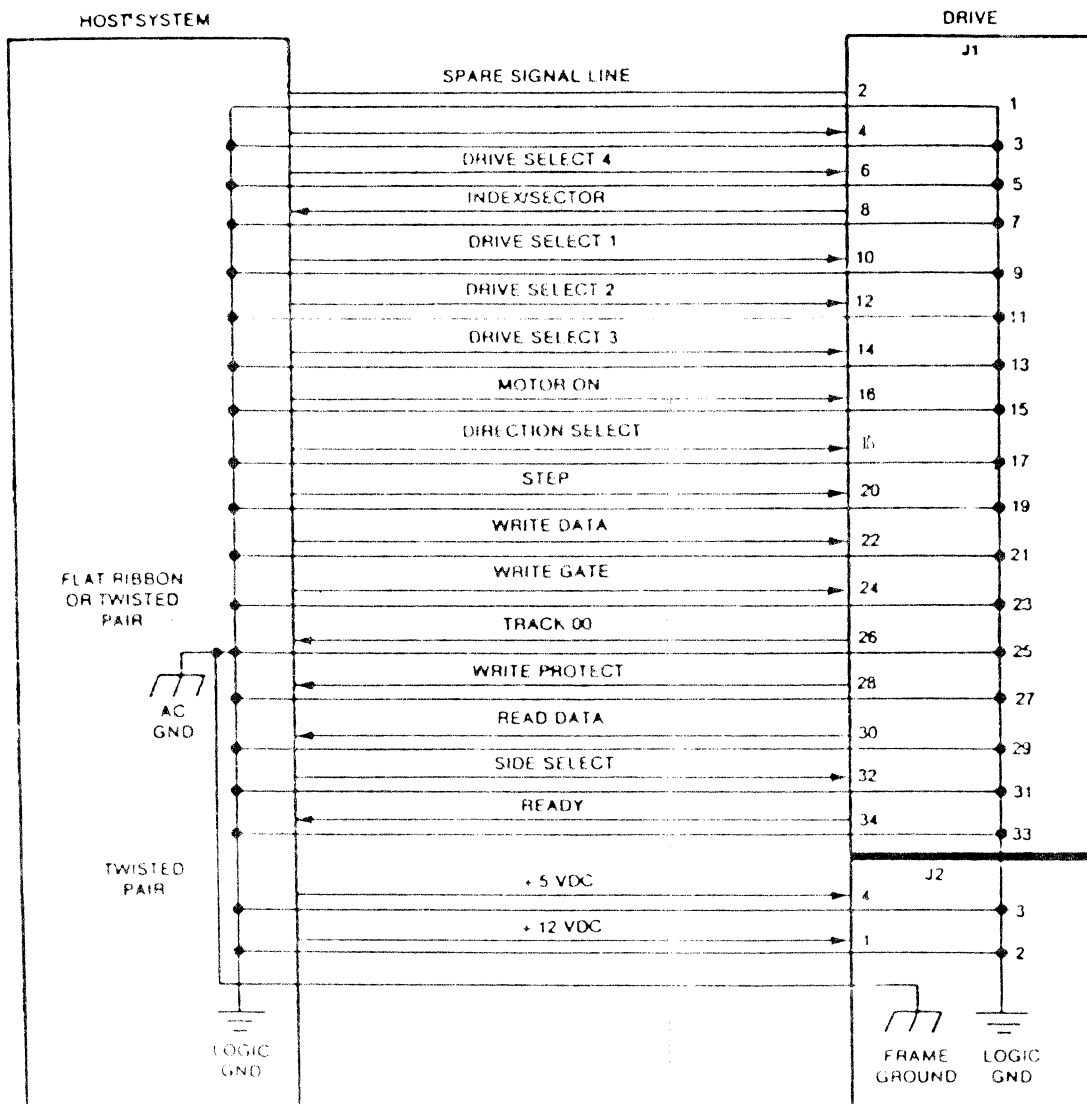 HOST SYSTEM
DRIVE
J1
SPARE SIGNAL LINE
2
1
4
3
DRIVE SELECT 4
6
5
INDEX/SECTOR
8
7
DRIVE SELECT 1
10
9
DRIVE SELECT 2
12
11
DRIVE SELECT 3
14
13
MOTOR ON
16
15
DIRECTION SELECT
17
STEP
20
19
WRITE DATA
22
21
WRITE GATE
24
23
FLAT RIBBON
OR TWISTED
PAIR
TRACK 00
26
25
WRITE PROTECT
28
27
AC
GND
READ DATA
30
29
SIDE SELECT
32
31
READY
34
33
TWISTED
PAIR
J2
+ 5 VDC
4
3
+ 12 VDC
1
2
LOGIC
GND
FRAME
GROUND
LOGIC
GND